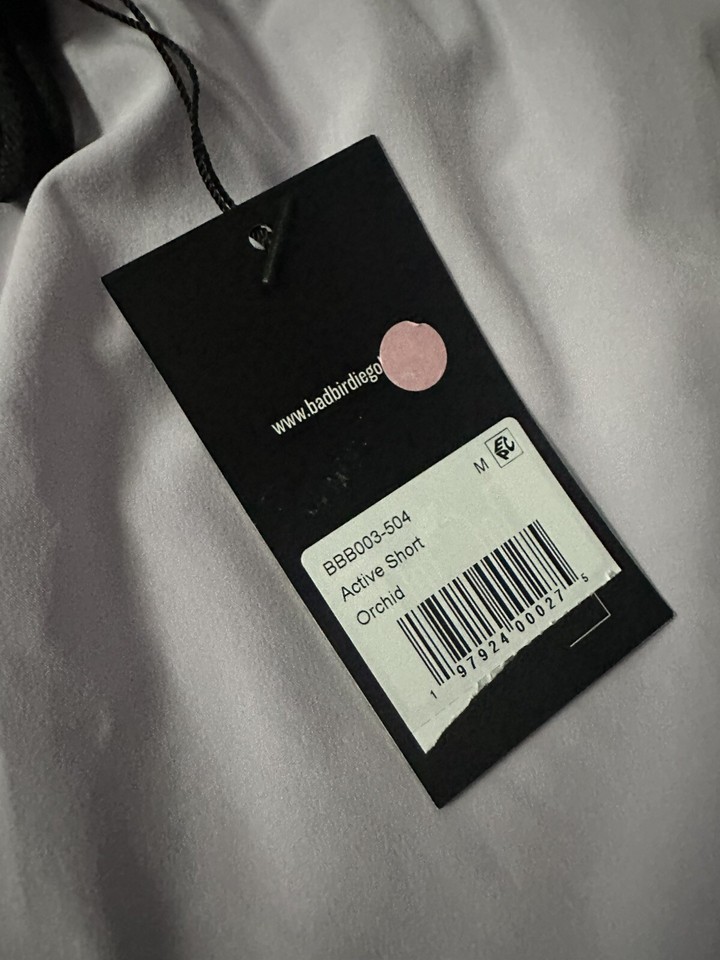 www.badbirdiego
M
BBB003-504
Active Short
Orchid
1 97924 00027 5